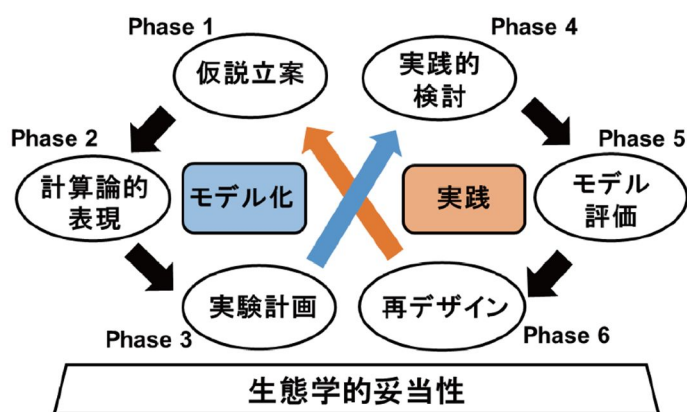 Phase 1
仮説立案
Phase 2
計算論的
表現
モデル化
実験計画
Phase 3
Phase 4
実践的
検討
Phase 5
モデル
評価
実践
再デザイン
Phase 6
生態学的妥当性